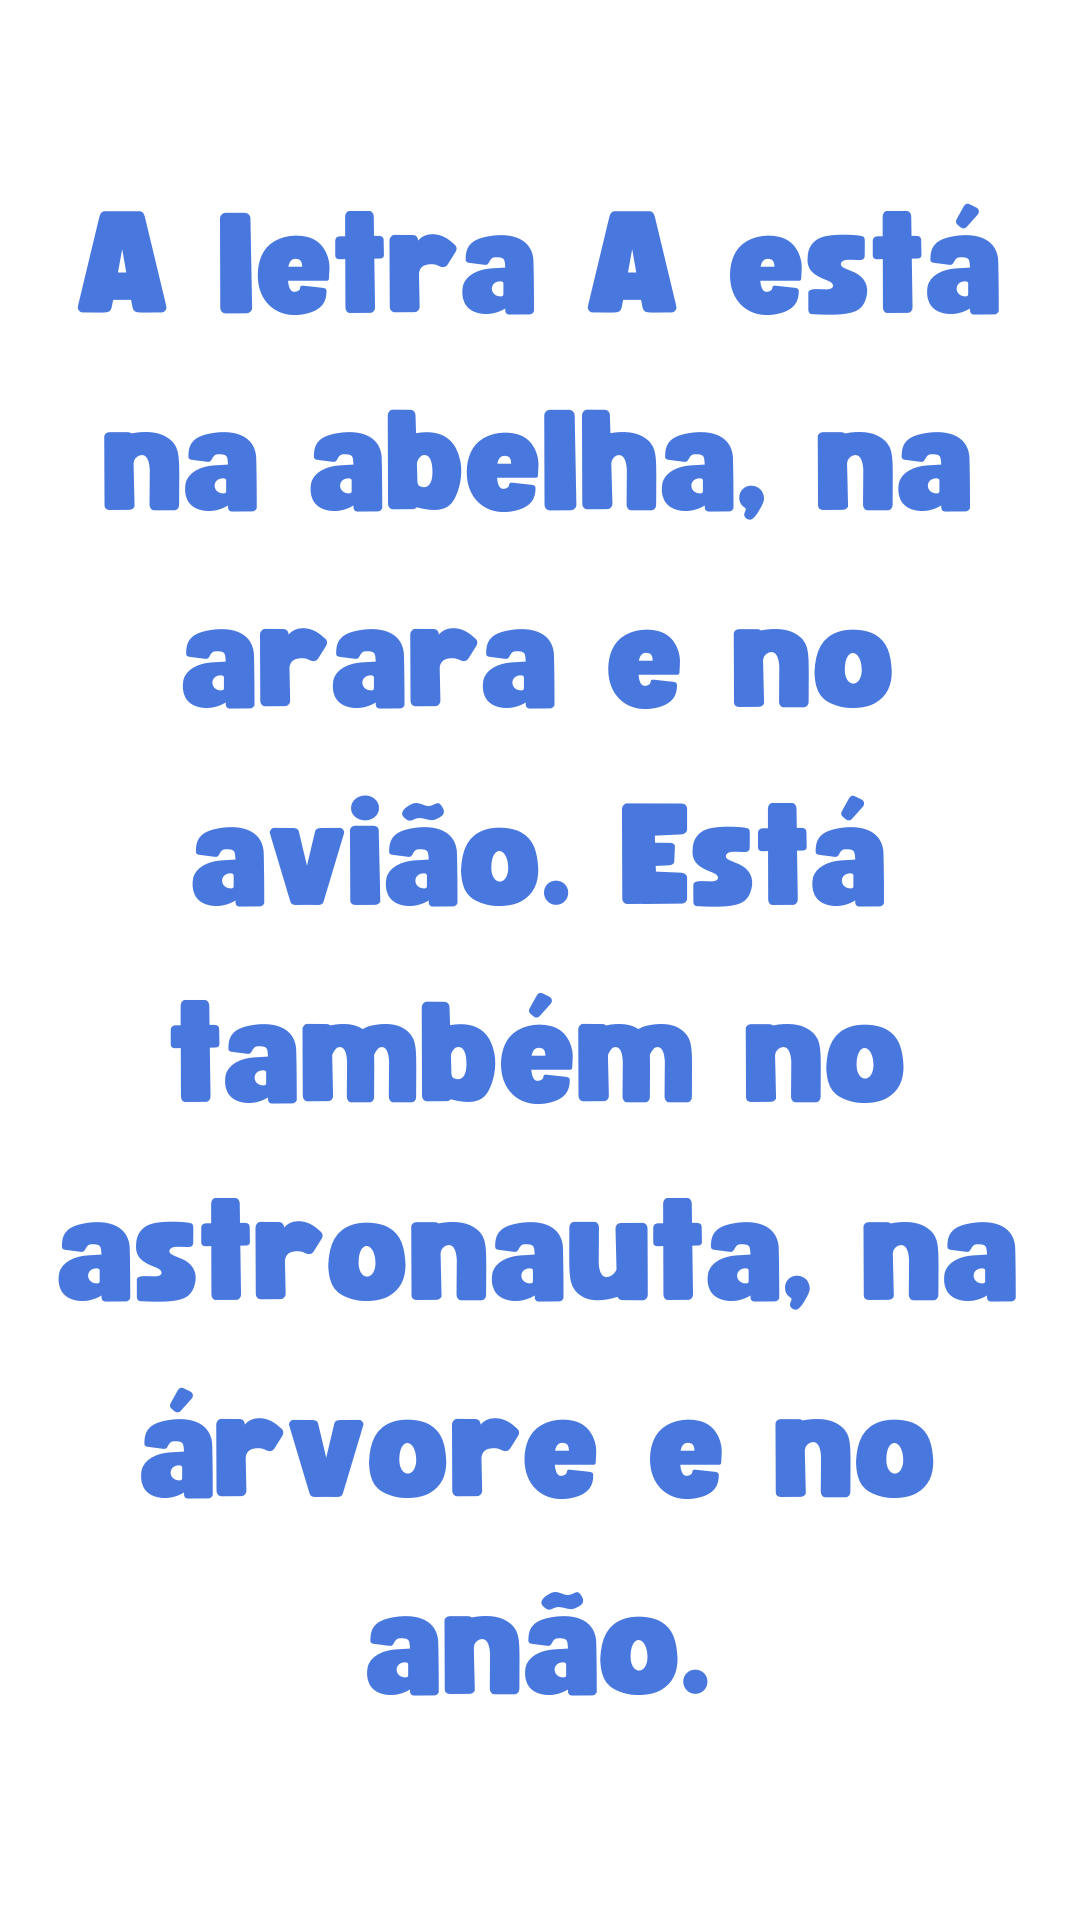 A letra A está
na abelha, na
arara e no
avião. Está
também no
astronauta, na
árvore e no
anão.